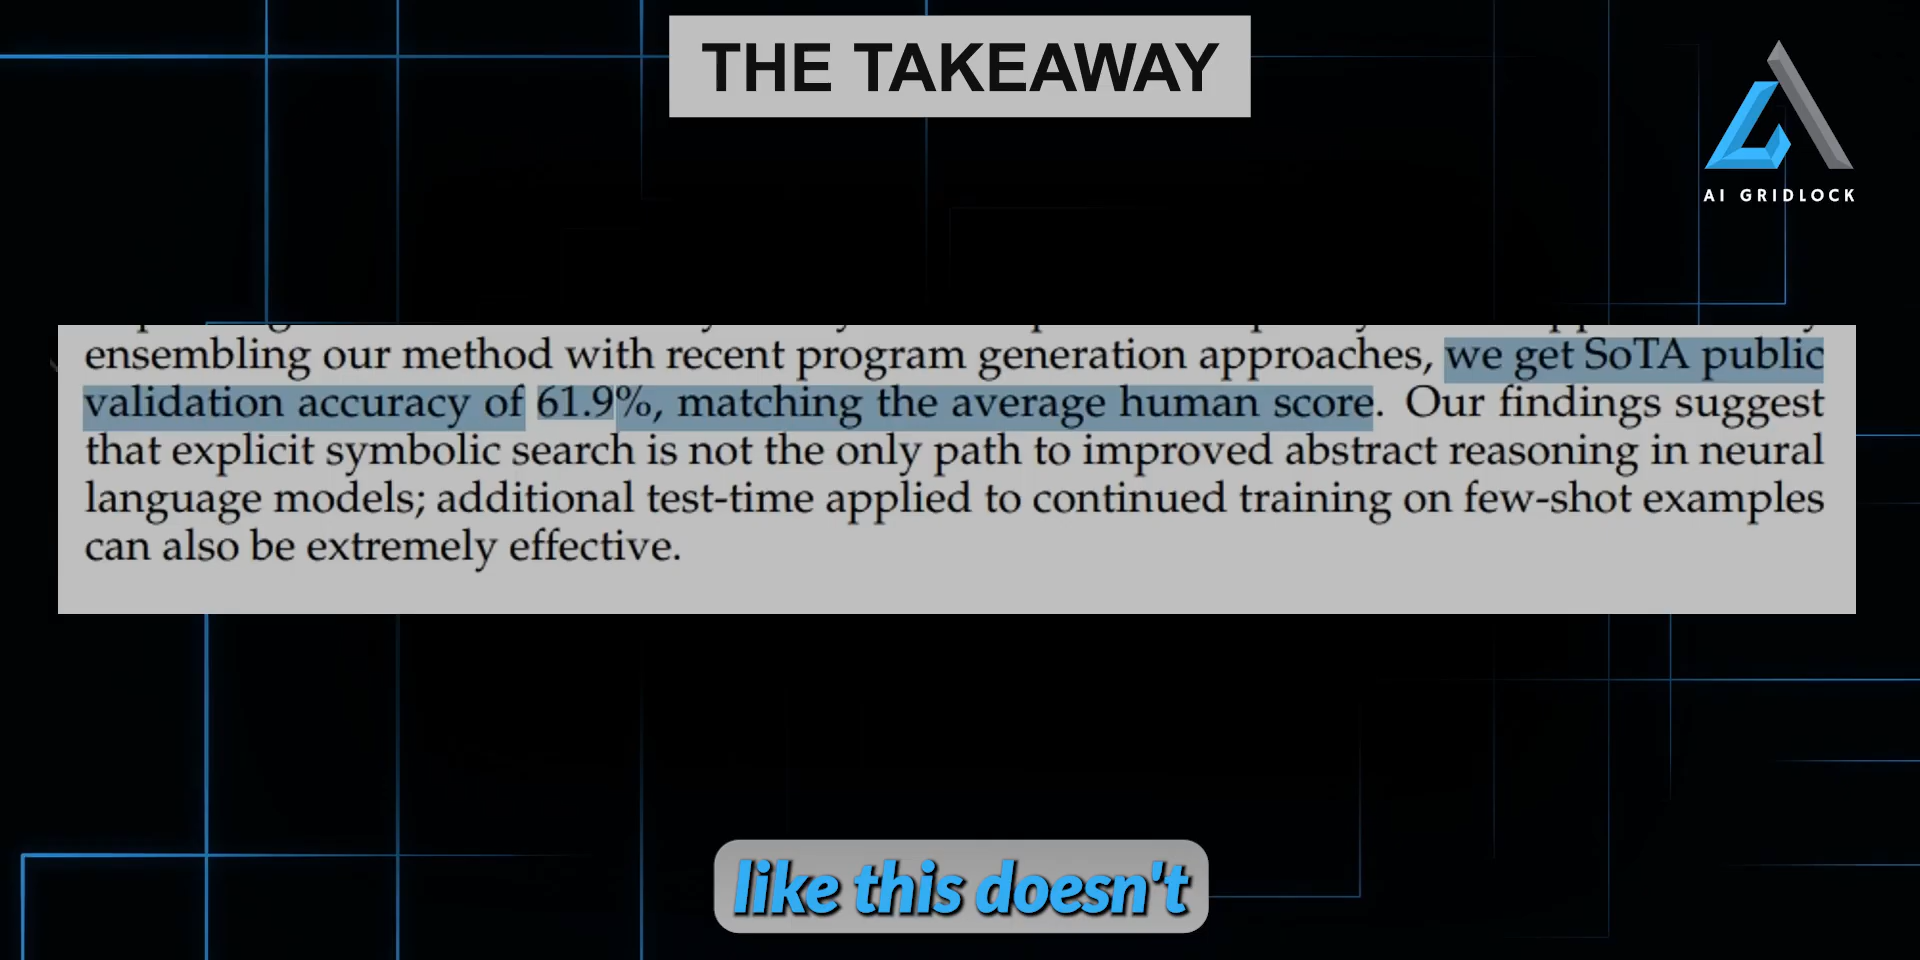 THE TAKEAWAY
AI GRIDLOCK
ensembling our method with recent program generation approaches, we get SoTA public
validation accuracy of 61.9%, matching the average human score. Our findings suggest
that explicit symbolic search is not the only path to improved abstract reasoning in neural
language models; additional test-time applied to continued training on few-shot examples
can also be extremely effective.
like this doesn't